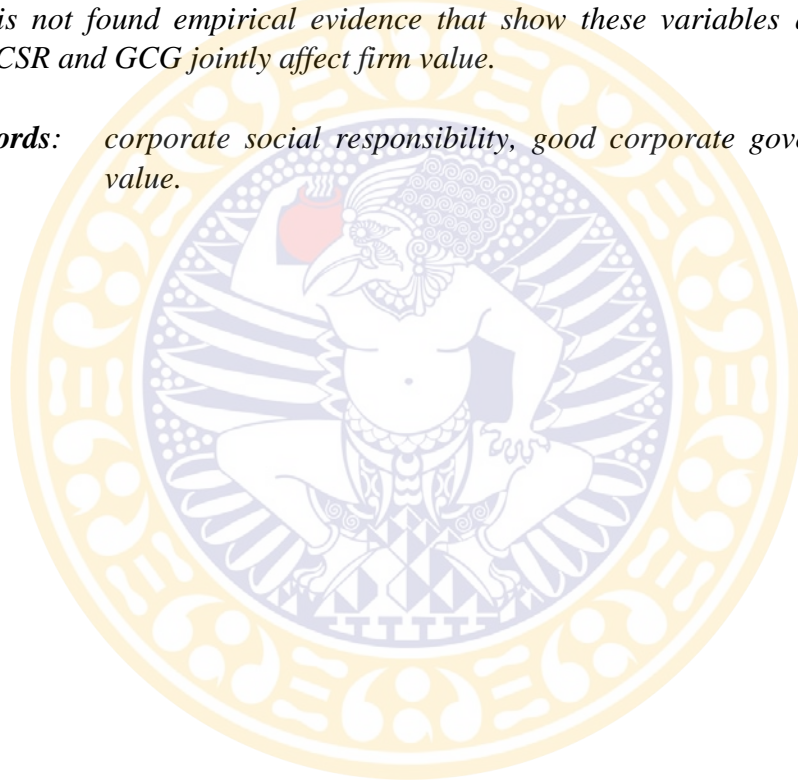 is not found empirical evidence that show these variables
CSR and GCG jointly affect firm value.
ords: corporate social responsibility, good corporate gove
value.